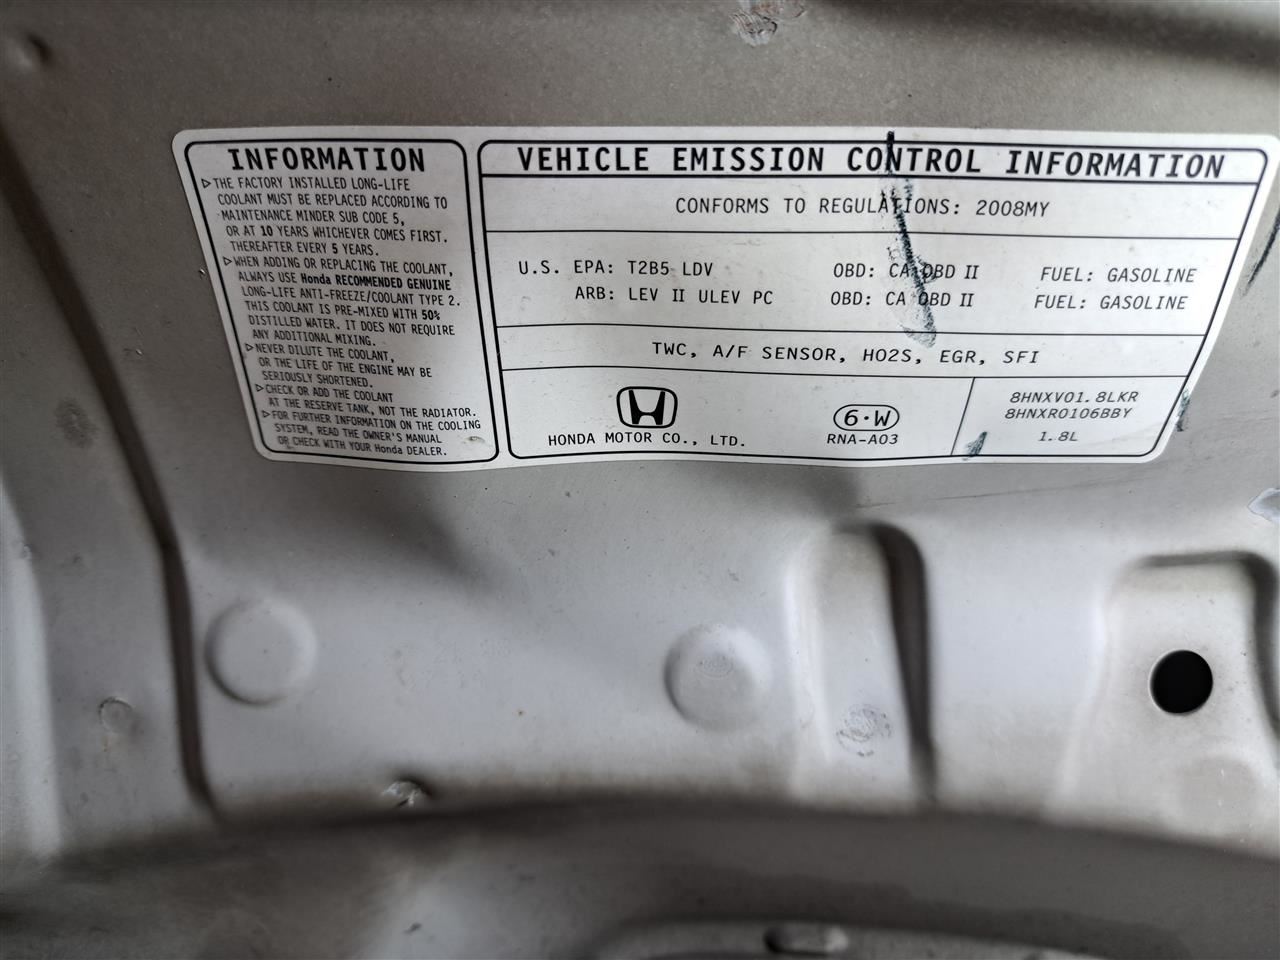 INFORMATION
▷THE FACTORY INSTALLED LONG-LIFE
COOLANT MUST BE REPLACED ACCORDING TO
MAINTENANCE MINDER SUB CODE 5,
OR AT 10 YEARS WHICHEVER COMES FIRST.
THEREAFTER EVERY 5 YEARS.
▷WHEN ADDING OR REPLACING THE COOLANT,
ALWAYS USE Honda RECOMMENDED GENUINE
LONG-LIFE ANTI-FREEZE/COOLANT TYPE 2.
THIS COOLANT IS PRE-MIXED WITH 50%
DISTILLED WATER. IT DOES NOT REQUIRE
ANY ADDITIONAL MIXING.
▷NEVER DILUTE THE COOLANT,
OR THE LIFE OF THE ENGINE MAY BE
SERIOUSLY SHORTENED.
▷CHECK OR ADD THE COOLANT
AT THE RESERVE TANK, NOT THE RADIATOR.
▷FOR FURTHER INFORMATION ON THE COOLING
SYSTEM, READ THE OWNER'S MANUAL
OR CHECK WITH YOUR Honda DEALER.
VEHICLE EMISSION CONTROL INFORMATION
CONFORMS TO REGULATIONS: 2008MY
U.S. EPA: T2B5 LDV OBD: CA OBD II FUEL: GASOLINE
ARB: LEV II ULEV PC OBD: CA OBD II FUEL: GASOLINE
TWC, A/F SENSOR, HO2S, EGR, SFI
HONDA MOTOR CO., LTD.
6·W
RNA-A03
8HNXV01.8LKR
8HNXR0106BBY
1.8L